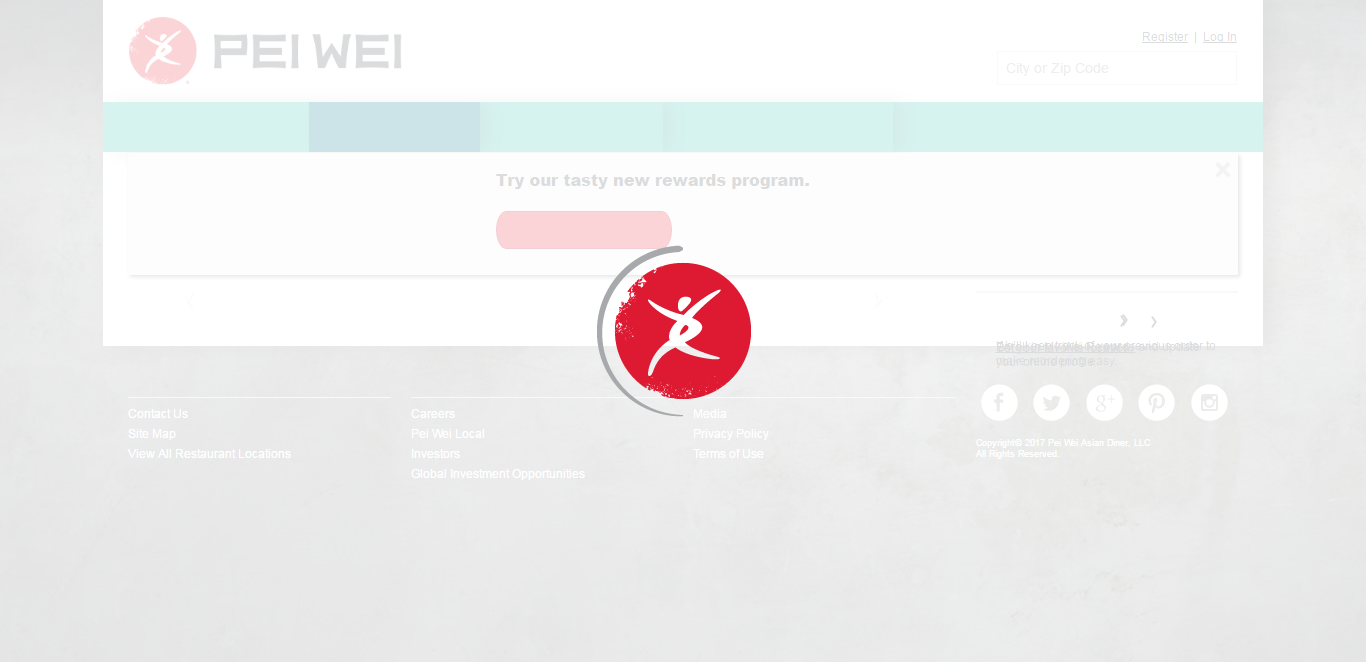 PEI WEI
Register | Log In
City or Zip Code
Try our tasty new rewards program.
Contact Us
Site Map
View All Restaurant Locations
Careers
Pei Wei Local
Investors
Global Investment Opportunities
Media
Privacy Policy
Terms of Use
Copyright© 2017 Pei Wei Asian Diner, LLC
All Rights Reserved.